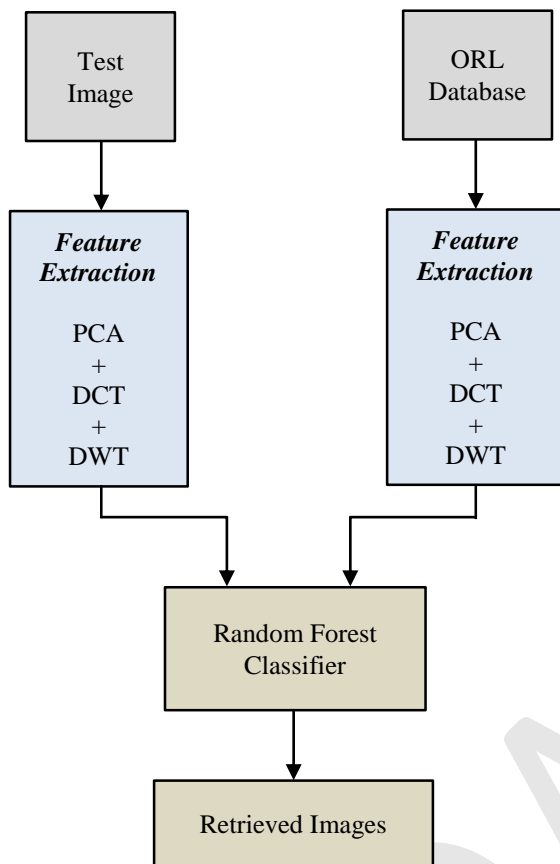 Test
Image
ORL
Database
Feature
Extraction
PCA
+
DCT
+
DWT
Feature
Extraction
PCA
+
DCT
+
DWT
Random Forest
Classifier
Retrieved Images